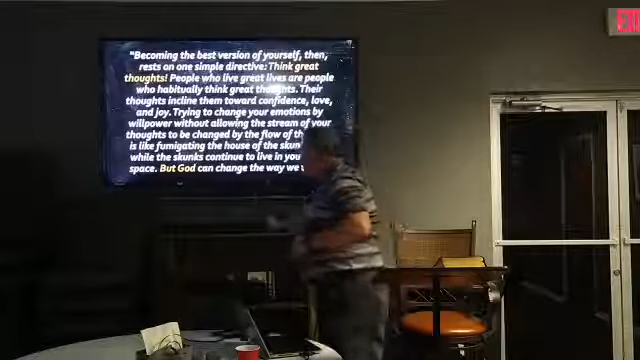 "Becoming the best version of yourself, then,
rests on one simple directive: Think great
thoughts! People who live great lives are people
who habitually think great thoughts. Their
thoughts incline them toward confidence, love,
and joy. Trying to change your emotions by
willpower without allowing the stream of your
thoughts to be changed by the flow of
is like fumigating the house of the
while the skunks continue to live in
space. But God can change the way we
EXIT